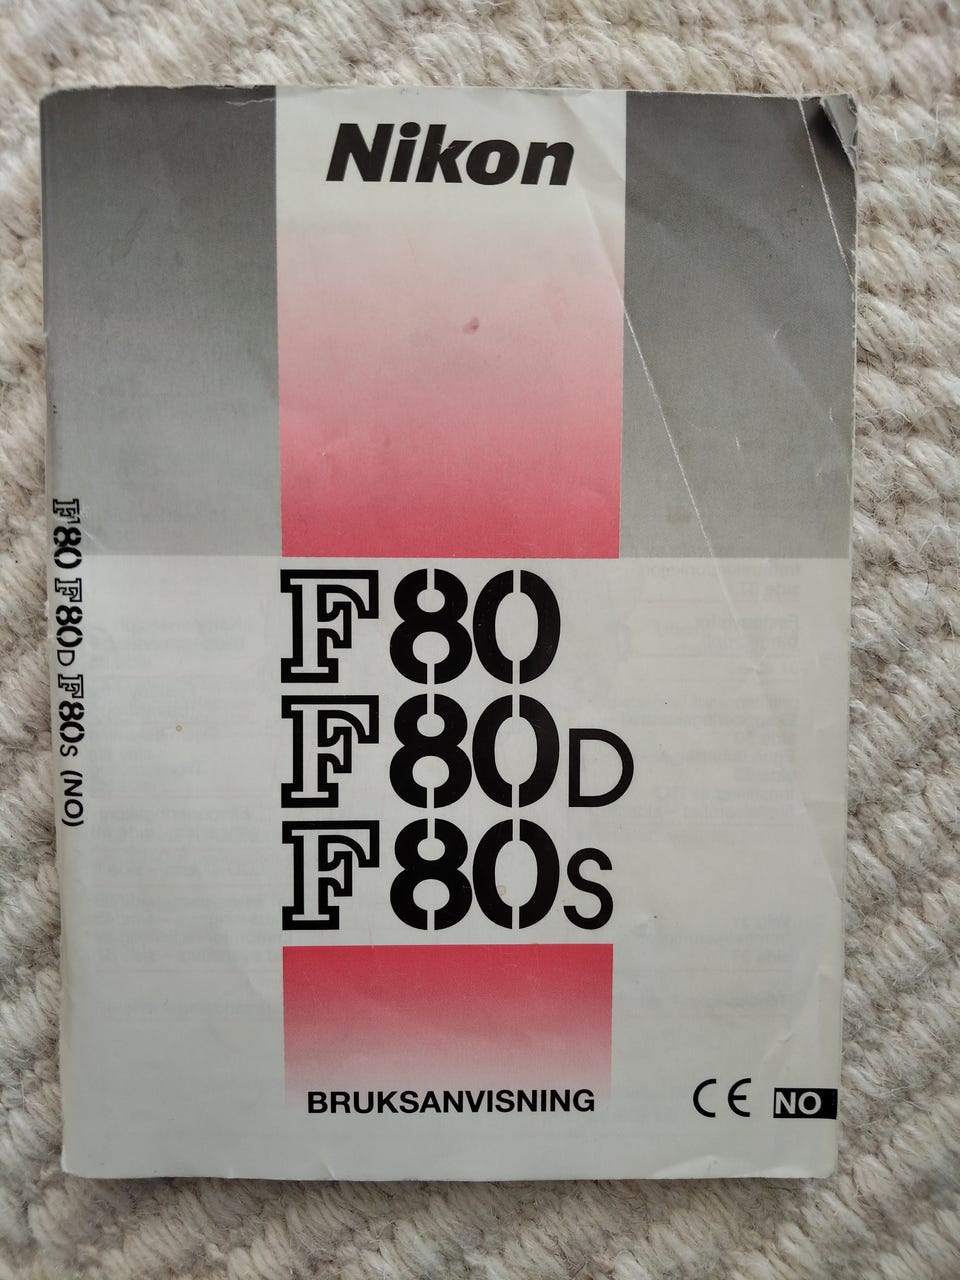 Nikon
F80
F80D
F80S
BRUKSANVISNING
CE NO
F80 F80D F80S (NO)